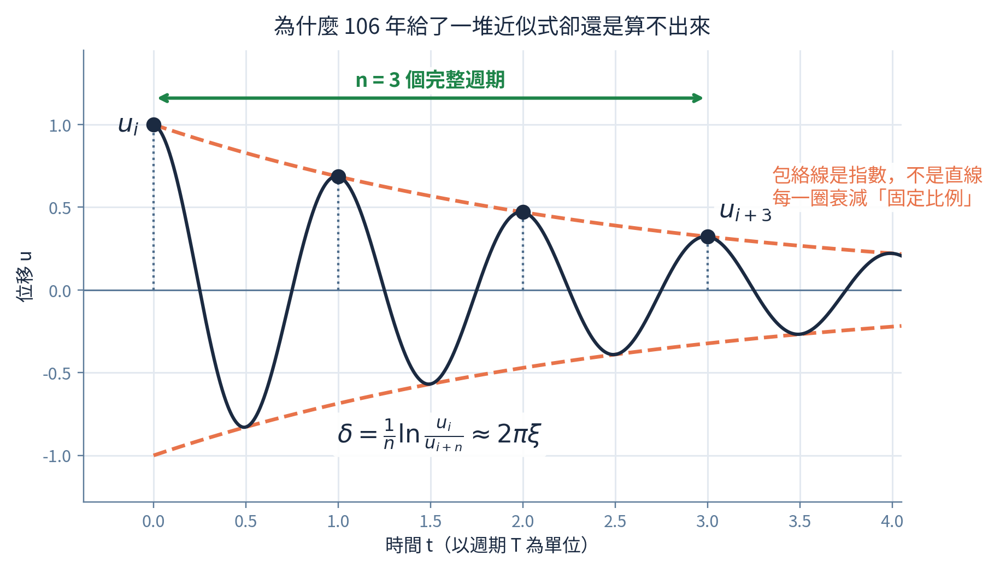 為什麼 106 年給了一堆近似式卻還是算不出來
n = 3 個完整週期
u_i
包絡線是指數，不是直線
每一圈衰減「固定比例」
u_{i+3}
δ = \frac{1}{n} ln \frac{u_i}{u_{i+n}} ≈ 2πξ
位移 u
1.0
0.5
0.0
-0.5
-1.0
0.0 0.5 1.0 1.5 2.0 2.5 3.0 3.5 4.0
時間 t（以週期 T 為單位）